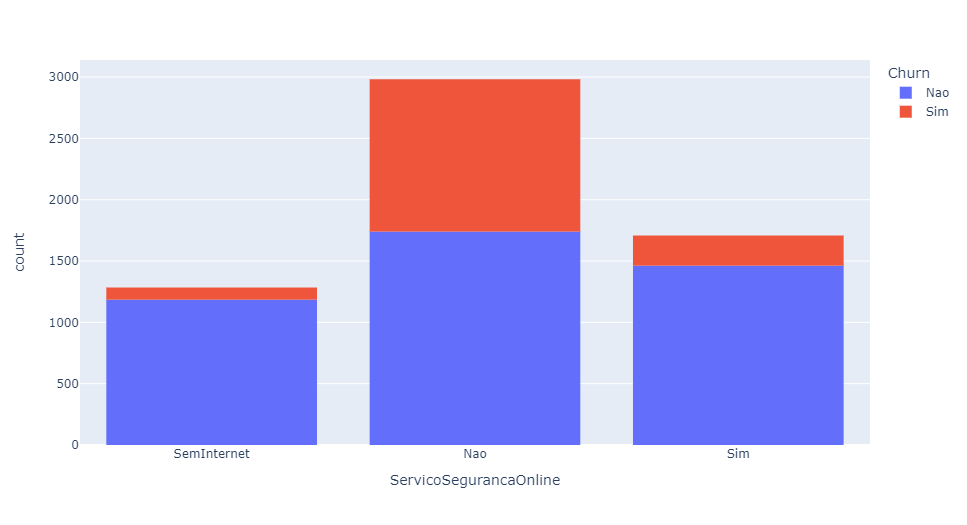 3000
2500
2000
1500
1000
500
0
count
SemInternet
Nao
Sim
ServicoSegurancaOnline
Churn
Nao
Sim